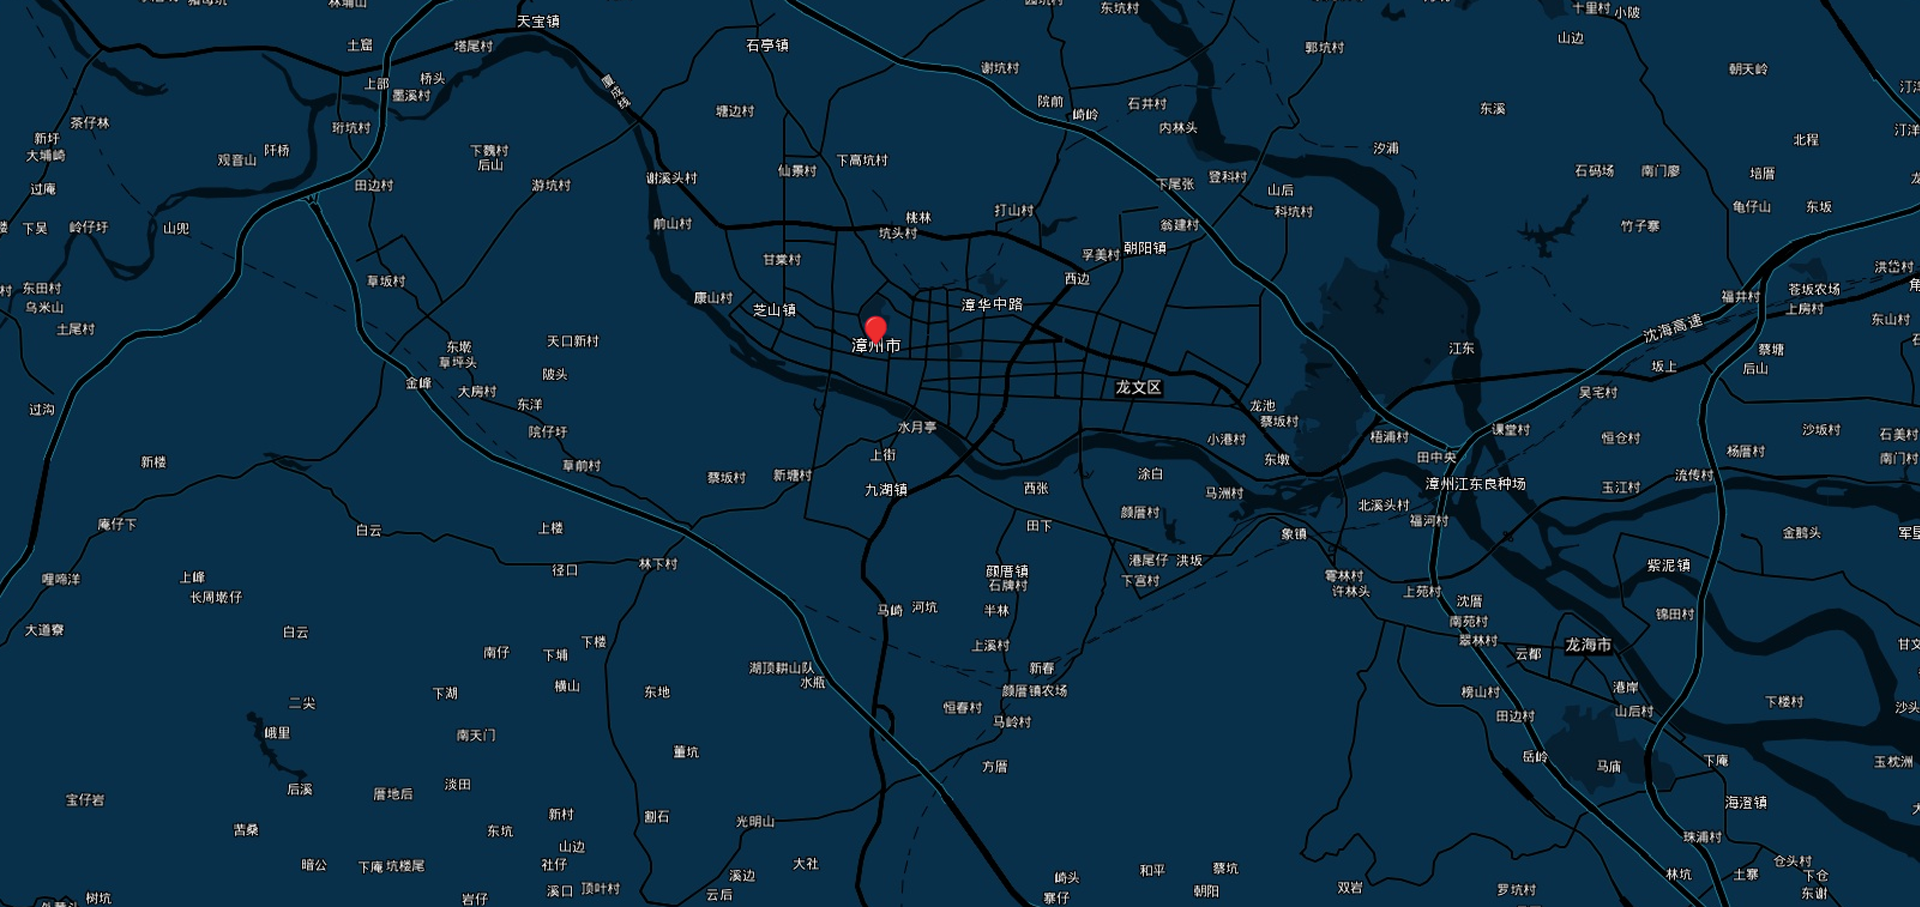 天宝镇
土窟
塔尾村
石亭镇
东坑村
十里村
小陂
山边
郭坑村
谢坑村
朝天岭
上部
桥头
墨溪村
厦成线
塘边村
院前
崎岭
石井村
内林头
东溪
茶仔林
新圩
大埔崎
珩坑村
观音山
阡桥
下魏村
后山
仙景村
下高坑村
汐浦
北程
过庵
田边村
游坑村
谢溪头村
下尾张
登科村
山后
石码场
南门廖
培厝
龟仔山
东坂
下吴
岭仔圩
山兜
前山村
桃林
坑头村
打山村
科坑村
翁建村
竹子寨
甘棠村
孚美村
朝阳镇
西边
洪岱村
东田村
乌米山
草坂村
康山村
芝山镇
漳华中路
福井村
苍坂农场
上房村
土尾村
东墩
草坪头
天口新村
漳州市
江东
沈海高速
东山村
蔡塘
后山
坂上
金峰
陂头
大房村
东洋
龙文区
吴宅村
过沟
院仔圩
水月亭
龙池
蔡坂村
小港村
梧浦村
课堂村
恒仓村
沙坂村
石美村
新楼
草前村
蔡坂村
新塘村
上街
九湖镇
西张
涂白
东墩
田中央
漳州江东良种场
杨厝村
流传村
南门村
玉江村
马洲村
北溪头村
福河村
庵仔下
白云
上楼
田下
颜厝村
象镇
金鹊头
林下村
径口
港尾仔
洪坂
下宫村
颜厝镇
石牌村
紫泥镇
哩啼洋
上峰
长周墘仔
马崎
河坑
半林
许林头
上苑村
沈厝
南苑村
翠林村
锦田村
大道寮
白云
南仔
下埔
下楼
上溪村
云都
龙海市
湖顶耕山队
水瓶
新春
颜厝镇农场
二尖
下湖
横山
东地
恒春村
马岭村
榜山村
港岸
田边村
山后村
下楼村
峨里
南天门
董坑
方厝
岳岭
马庙
下庵
玉枕洲
后溪
厝地后
淡田
宝仔岩
海澄镇
苦桑
东坑
新村
割石
光明山
珠浦村
暗公
下庵
坑楼尾
山边
社仔
大社
溪边
和平
蔡坑
林坑
土寨
仓头村
下仓
东谢
树坑
岩仔
溪口
顶叶村
云后
崎头
寨仔
朝阳
双岩
罗坑村